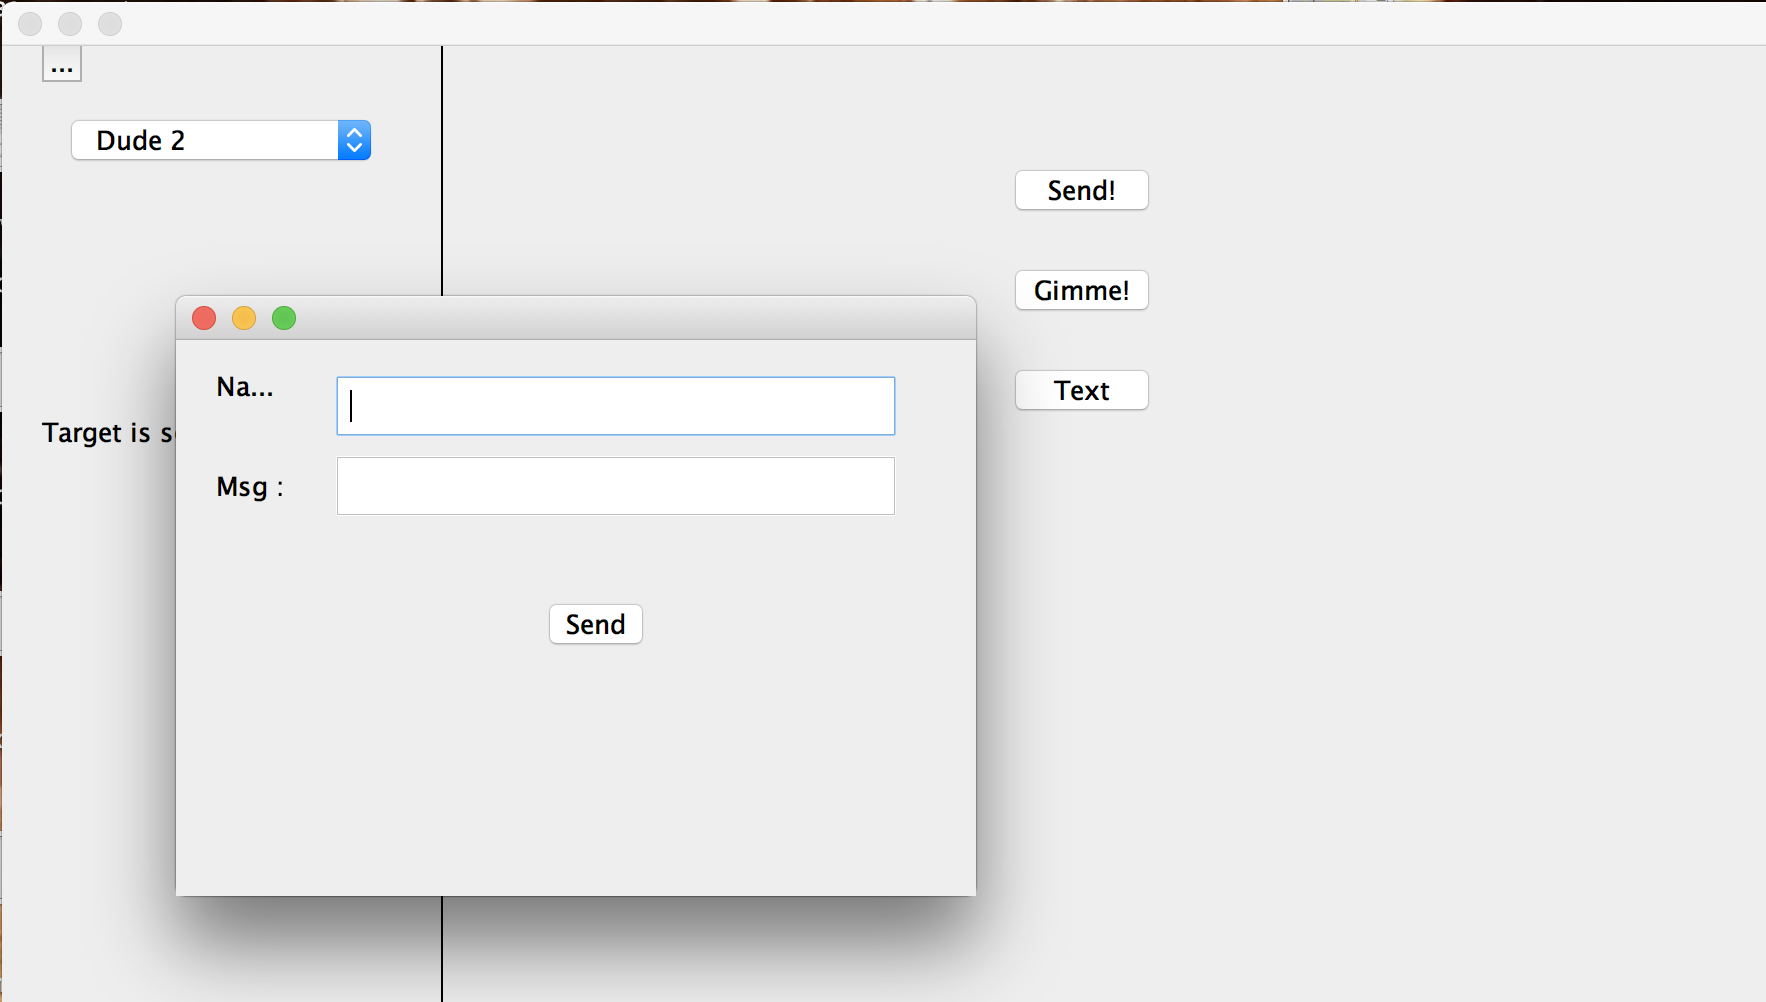 ...
Dude 2
Send!
Gimme!
Na...
Text
Target is
Msg :
Send